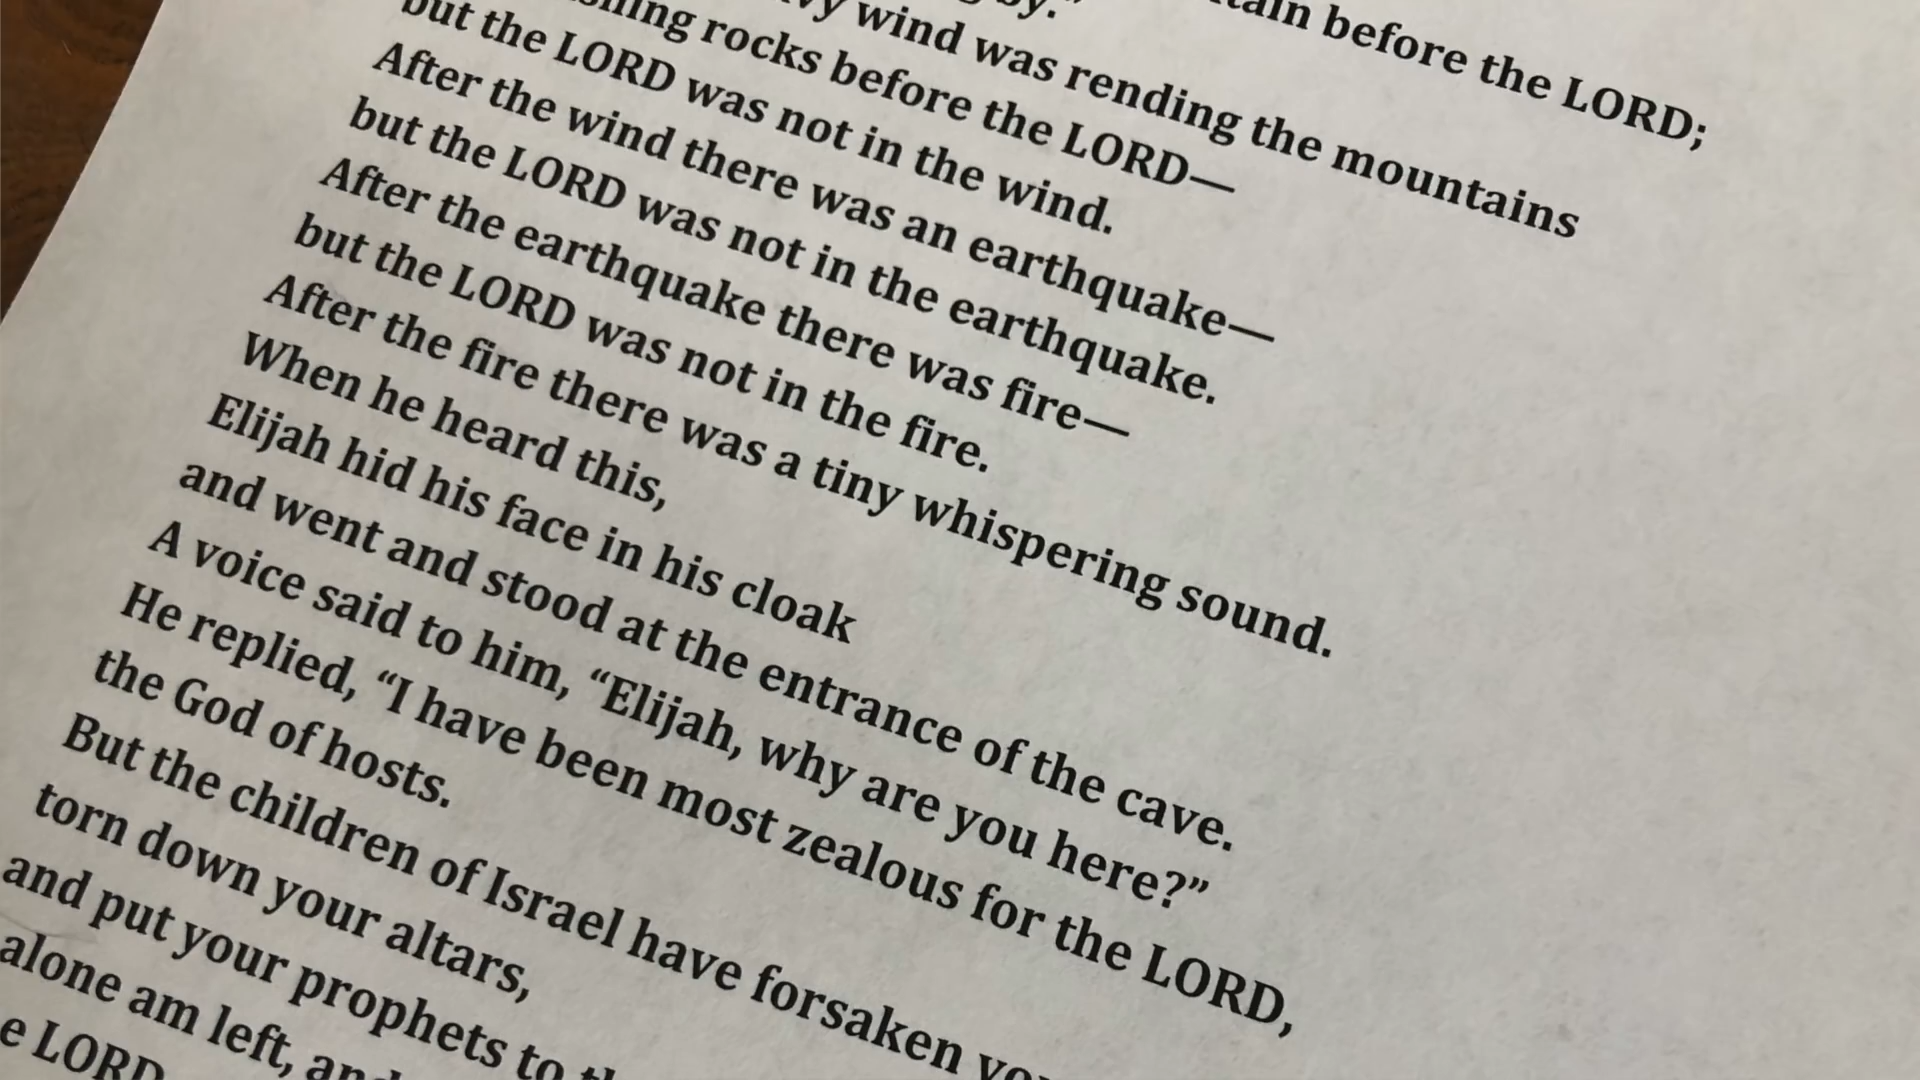 tain before the LORD;
by.”
wind was rending the mountains
rocks before the LORD—
but the LORD was not in the wind.
After the wind there was an earthquake—
but the LORD was not in the earthquake.
After the earthquake there was fire—
but the LORD was not in the fire.
After the fire there was a tiny whispering sound.
When he heard this,
Elijah hid his face in his cloak
and went and stood at the entrance of the cave.
A voice said to him, “Elijah, why are you here?”
He replied, “I have been most zealous for the LORD,
the God of hosts.
But the children of Israel have forsaken
torn down your altars,
and put your prophets to
alone am left, and
e LORD